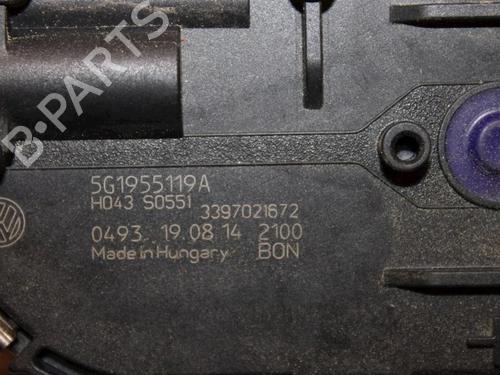 B-PARTS
5G1955119A
H043 S0551
3397021672
0493 19.08 14 2100
Made in Hungary BON